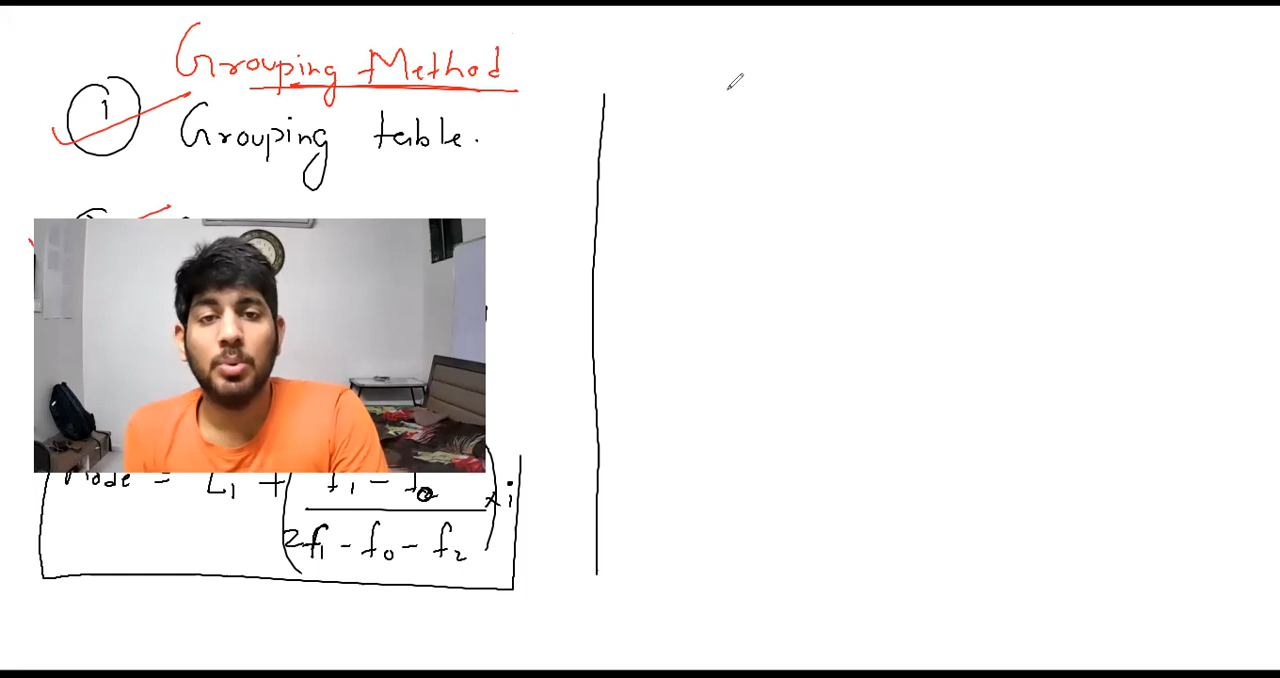 Grouping Method
1 Grouping table.
Mode = L1 + (f1 - f0
2f1 - f0 - f2) x i